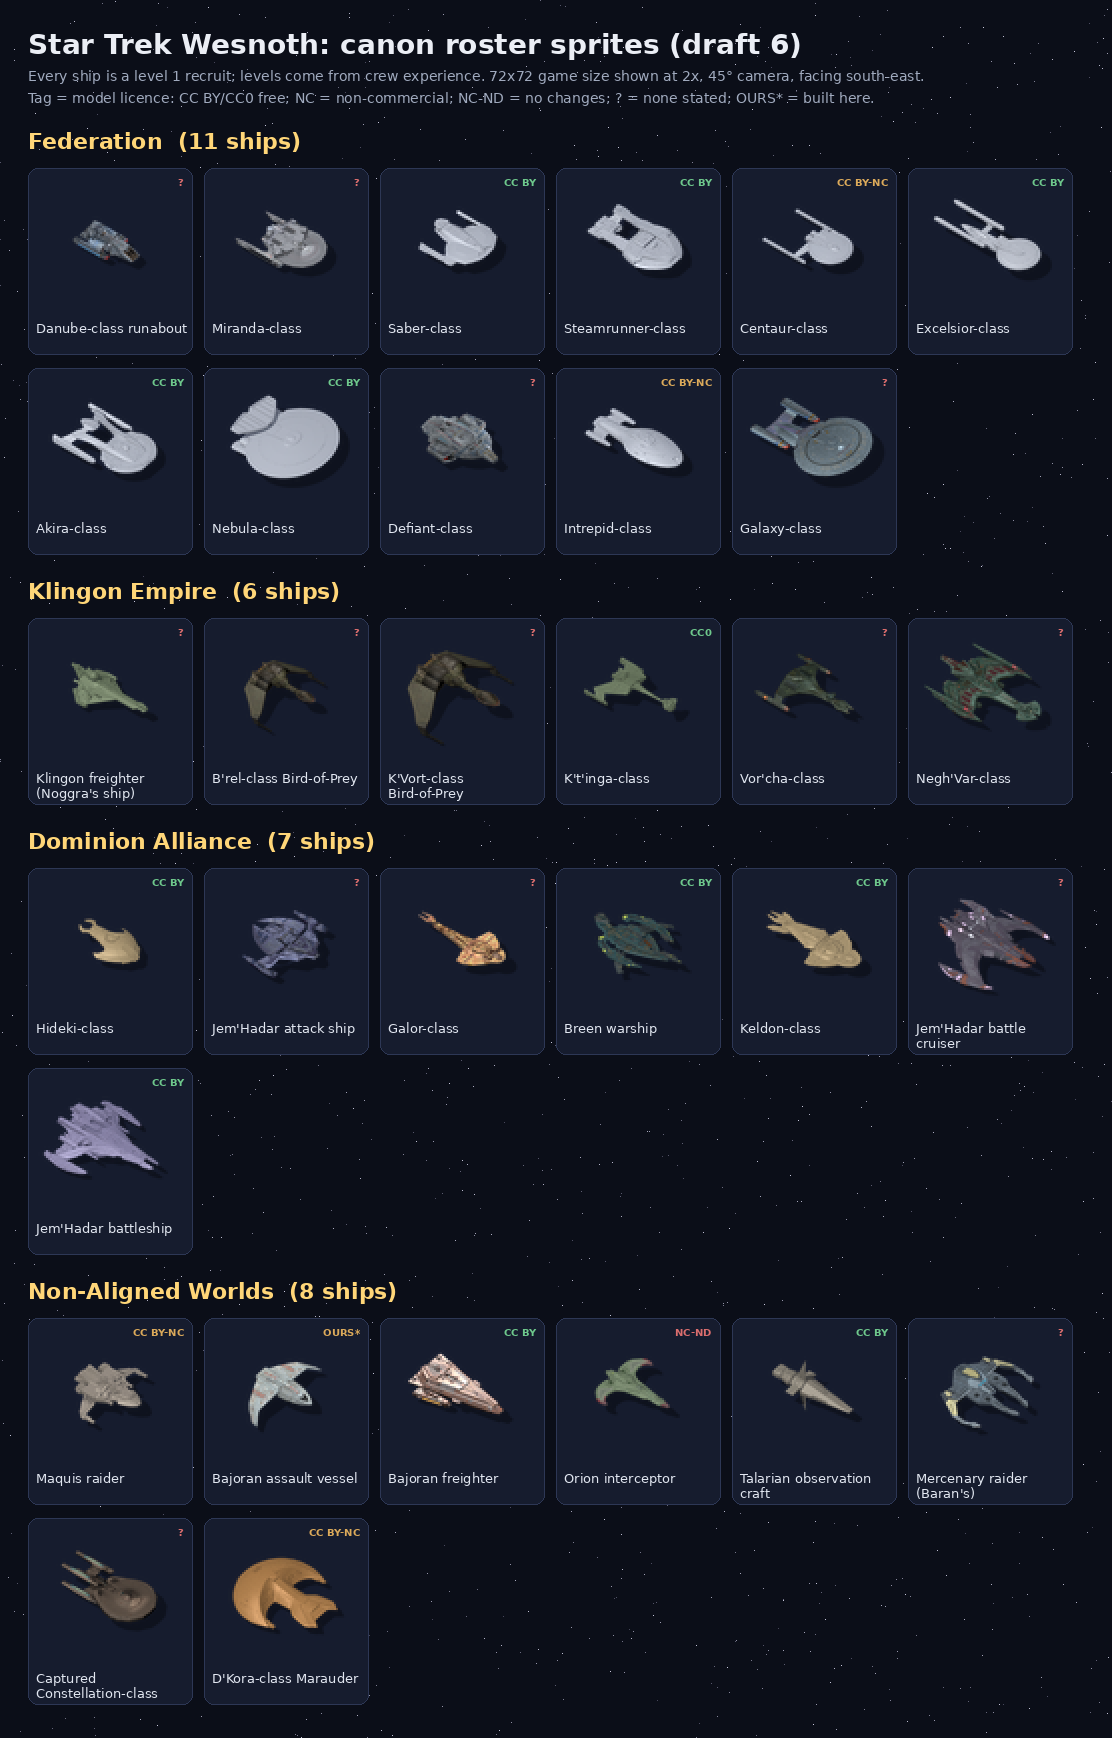 Star Trek Wesnoth: canon roster sprites (draft 6)
Every ship is a level 1 recruit; levels come from crew experience. 72x72 game size shown at 2x, 45° camera, facing south-east.
Tag = model licence: CC BY/CC0 free; NC = non-commercial; NC-ND = no changes; ? = none stated; OURS* = built here.
Federation (11 ships)
?
?
CC BY
CC BY
CC BY-NC
CC BY
Danube-class runabout
Miranda-class
Saber-class
Steamrunner-class
Centaur-class
Excelsior-class
CC BY
CC BY
?
CC BY-NC
?
Akira-class
Nebula-class
Defiant-class
Intrepid-class
Galaxy-class
Klingon Empire (6 ships)
?
?
?
CC0
?
?
Klingon freighter
(Noggra's ship)
B'rel-class Bird-of-Prey
K'Vort-class
Bird-of-Prey
K't'inga-class
Vor'cha-class
Negh'Var-class
Dominion Alliance (7 ships)
CC BY
?
?
CC BY
CC BY
?
Hideki-class
Jem'Hadar attack ship
Galor-class
Breen warship
Keldon-class
Jem'Hadar battle
cruiser
CC BY
Jem'Hadar battleship
Non-Aligned Worlds (8 ships)
CC BY-NC
OURS*
CC BY
NC-ND
CC BY
?
Maquis raider
Bajoran assault vessel
Bajoran freighter
Orion interceptor
Talarian observation
craft
Mercenary raider
(Baran's)
?
CC BY-NC
Captured
Constellation-class
D'Kora-class Marauder